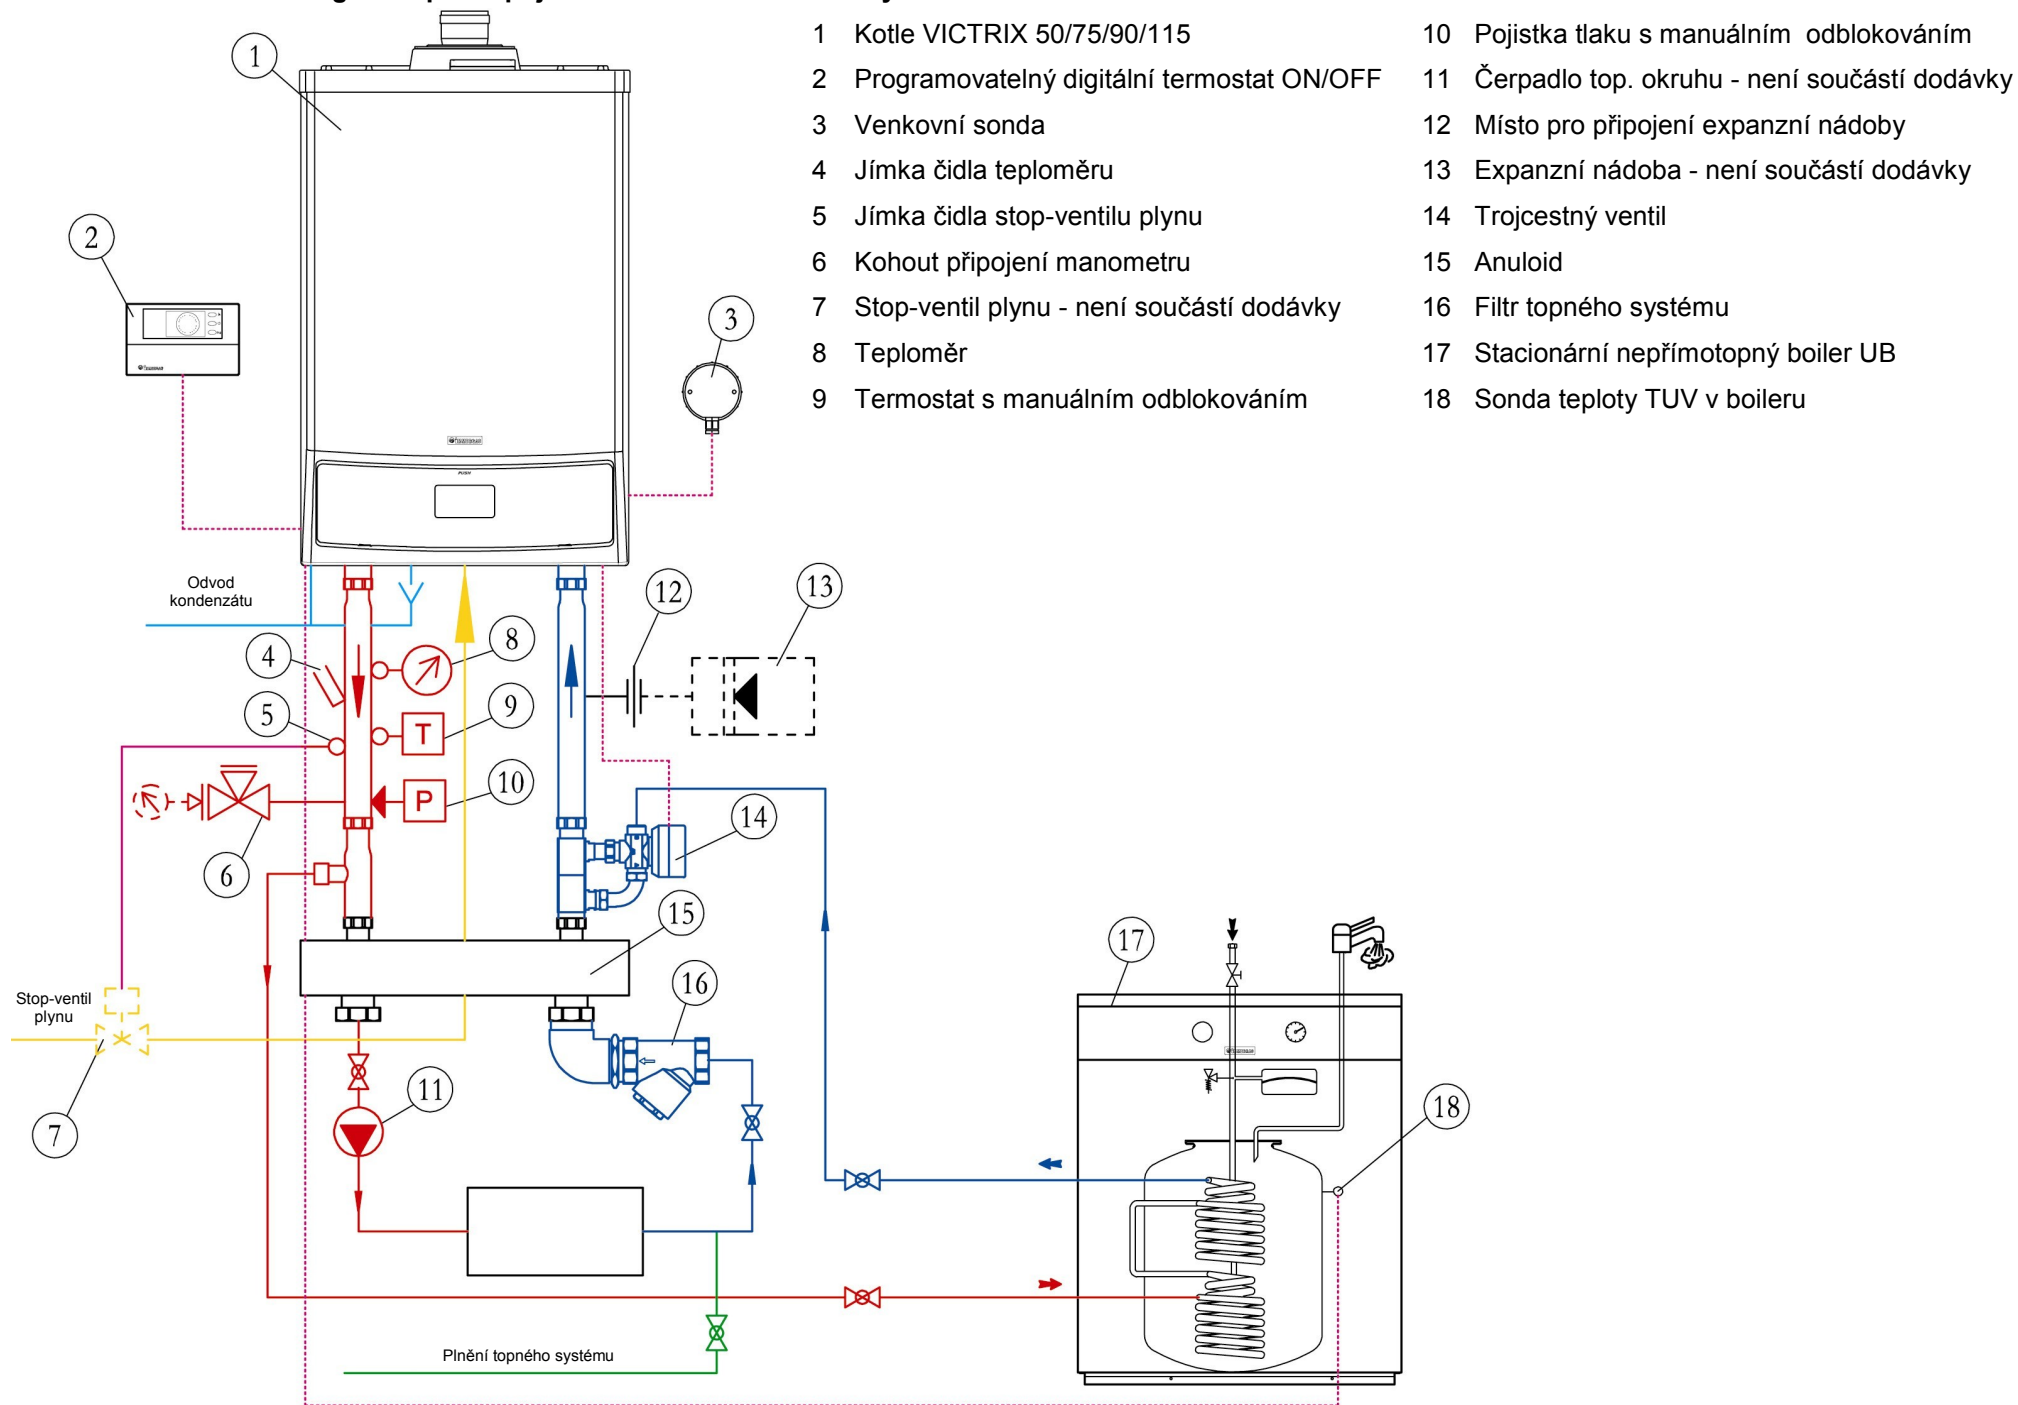 1 Kotle VICTRIX 50/75/90/115
2 Programovatelný digitální termostat ON/OFF
3 Venkovní sonda
4 Jímka čidla teploměru
5 Jímka čidla stop-ventilu plynu
6 Kohout připojení manometru
7 Stop-ventil plynu - není součástí dodávky
8 Teploměr
9 Termostat s manuálním odblokováním
10 Pojistka tlaku s manuálním odblokováním
11 Čerpadlo top. okruhu - není součástí dodávky
12 Místo pro připojení expanzní nádoby
13 Expanzní nádoba - není součástí dodávky
14 Trojcestný ventil
15 Anuloid
16 Filtr topného systému
17 Stacionární nepřímotopný boiler UB
18 Sonda teploty TUV v boileru
1
2
3
PUSH
Odvod
kondenzátu
12
13
4
8
5
9
T
10
P
6
14
15
17
16
Stop-ventil
plynu
7
11
18
Plnění topného systému